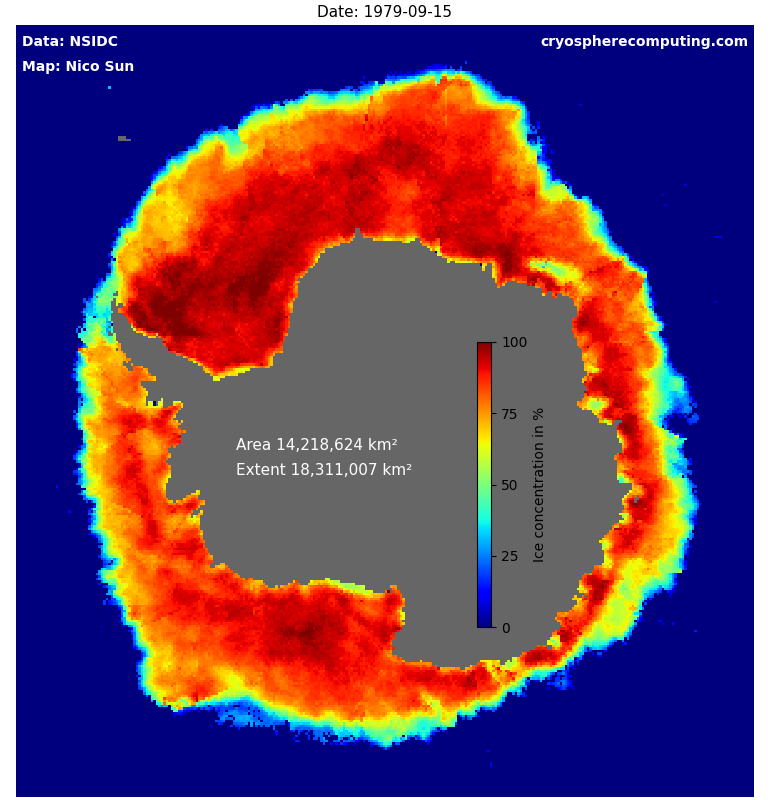 Date: 1979-09-15
Data: NSIDC
cryospherecomputing.com
Map: Nico Sun
100
75
50
25
0
Ice concentration in %
Area 14,218,624 km²
Extent 18,311,007 km²